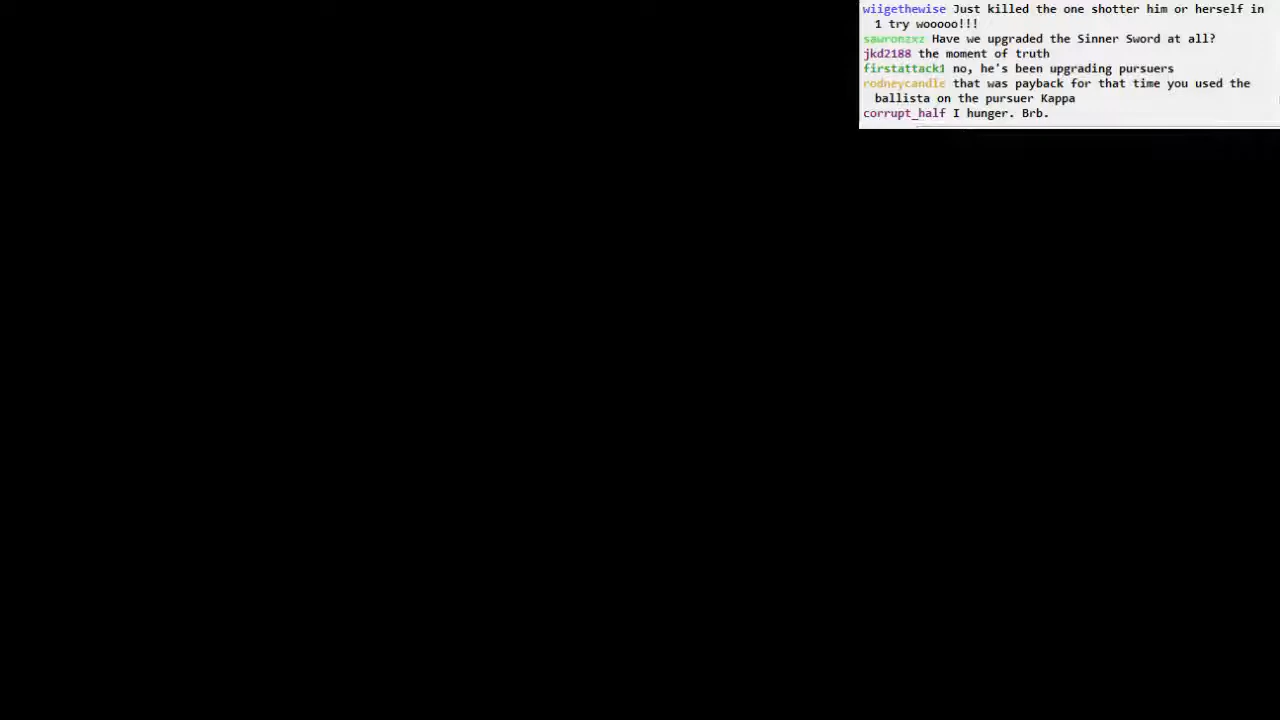 wiigethewise Just killed the one shotter him or herself in
1 try wooooo!!!
sawronzxz Have we upgraded the Sinner Sword at all?
jkd2188 the moment of truth
firstattack1 no, he's been upgrading pursuers
rodneycandle that was payback for that time you used the
ballista on the pursuer Kappa
corrupt_half I hunger. Brb.